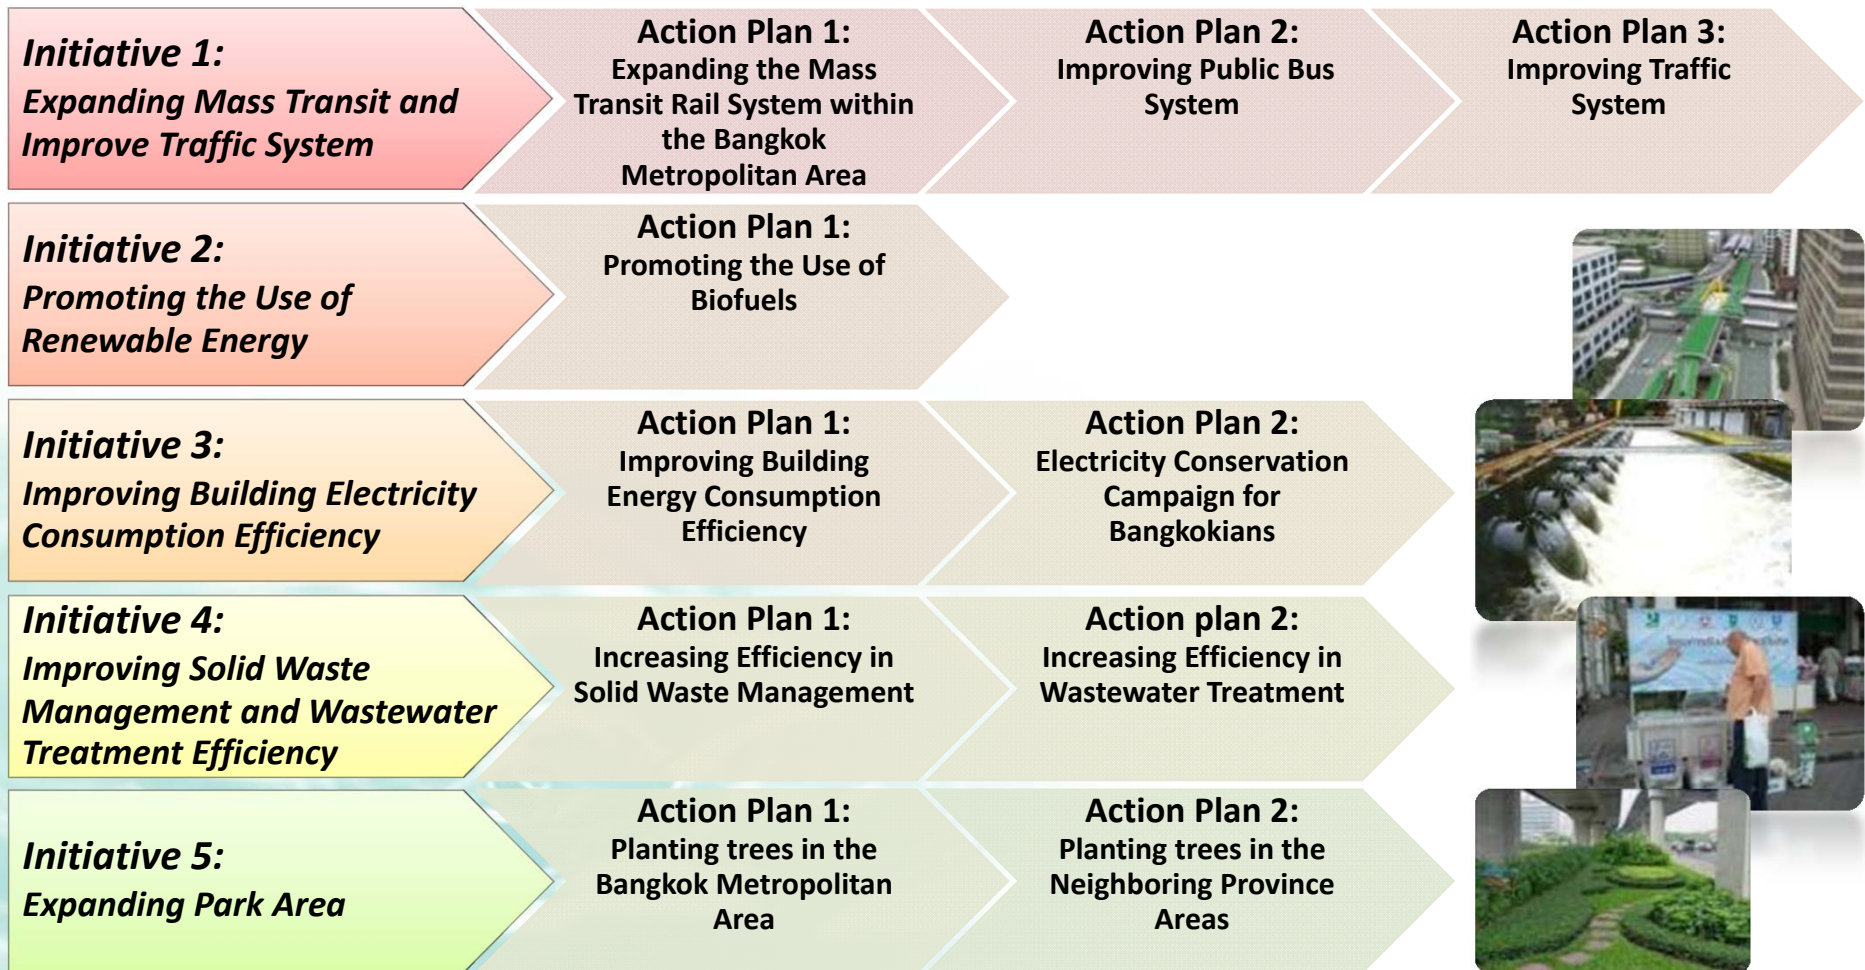 Initiative 1:
Expanding Mass Transit and
Improve Traffic System
Action Plan 1:
Expanding the Mass
Transit Rail System within
the Bangkok
Metropolitan Area
Action Plan 2:
Improving Public Bus
System
Action Plan 3:
Improving Traffic
System
Initiative 2:
Promoting the Use of
Renewable Energy
Action Plan 1:
Promoting the Use of
Biofuels
Initiative 3:
Improving Building Electricity
Consumption Efficiency
Action Plan 1:
Improving Building
Energy Consumption
Efficiency
Action Plan 2:
Electricity Conservation
Campaign for
Bangkokians
Initiative 4:
Improving Solid Waste
Management and Wastewater
Treatment Efficiency
Action Plan 1:
Increasing Efficiency in
Solid Waste Management
Action plan 2:
Increasing Efficiency in
Wastewater Treatment
Initiative 5:
Expanding Park Area
Action Plan 1:
Planting trees in the
Bangkok Metropolitan
Area
Action Plan 2:
Planting trees in the
Neighboring Province
Areas